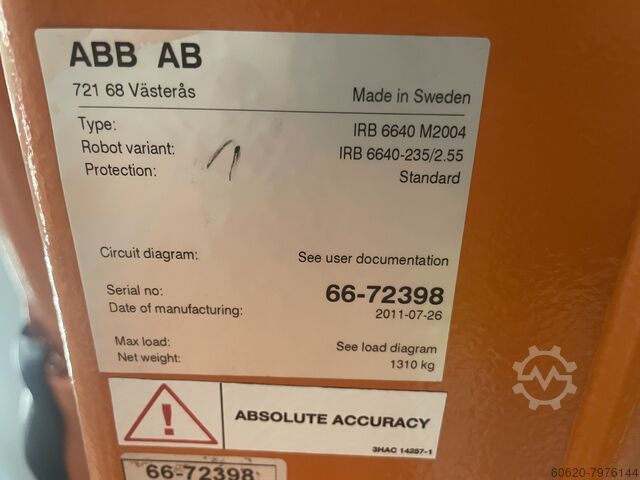 ABB AB
721 68 Västerås
Made in Sweden
Type: IRB 6640 M2004
Robot variant: IRB 6640-235/2.55
Protection: Standard
Circuit diagram: See user documentation
Serial no: 66-72398
Date of manufacturing: 2011-07-26
Max load: See load diagram
Net weight: 1310 kg
ABSOLUTE ACCURACY
3HAC 14257-1
66-72398
60620-7976144